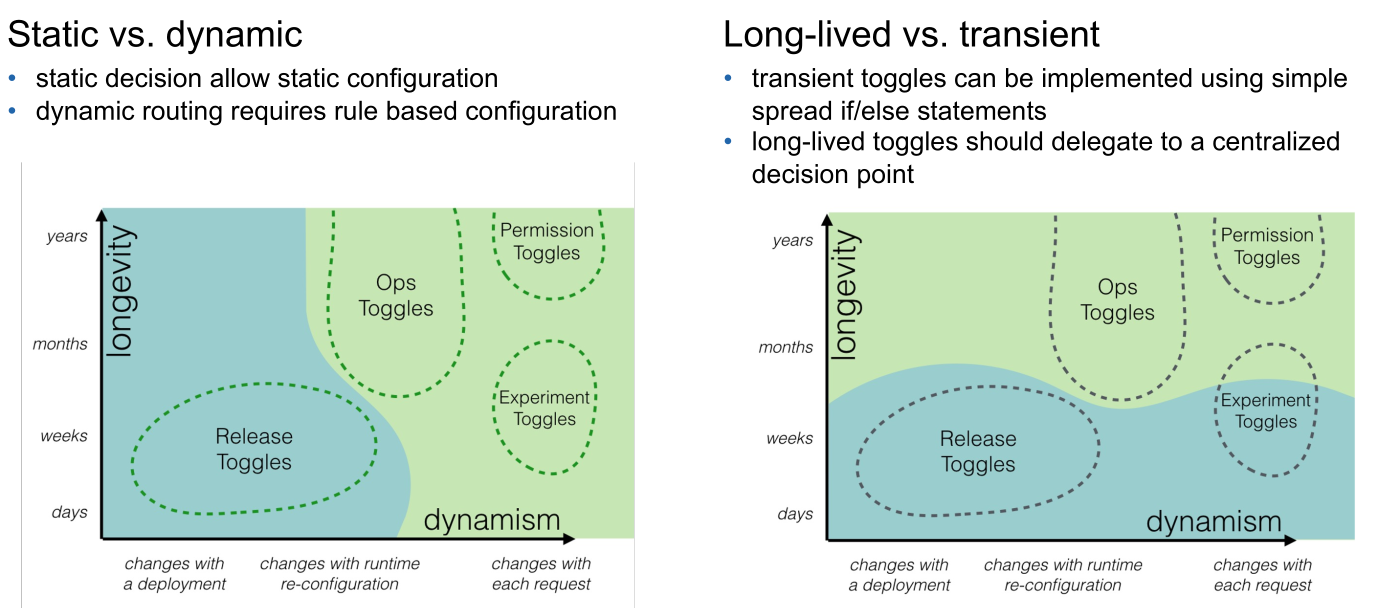 Static vs. dynamic
• static decision allow static configuration
• dynamic routing requires rule based configuration
years
months
weeks
days
longevity
Permission
Toggles
Ops
Toggles
Experiment
Toggles
Release
Toggles
dynamism
changes with
a deployment
changes with runtime
re-configuration
changes with
each request
Long-lived vs. transient
• transient toggles can be implemented using simple
spread if/else statements
• long-lived toggles should delegate to a centralized
decision point
years
months
weeks
days
longevity
Permission
Toggles
Ops
Toggles
Experiment
Toggles
Release
Toggles
dynamism
changes with
a deployment
changes with runtime
re-configuration
changes with
each request